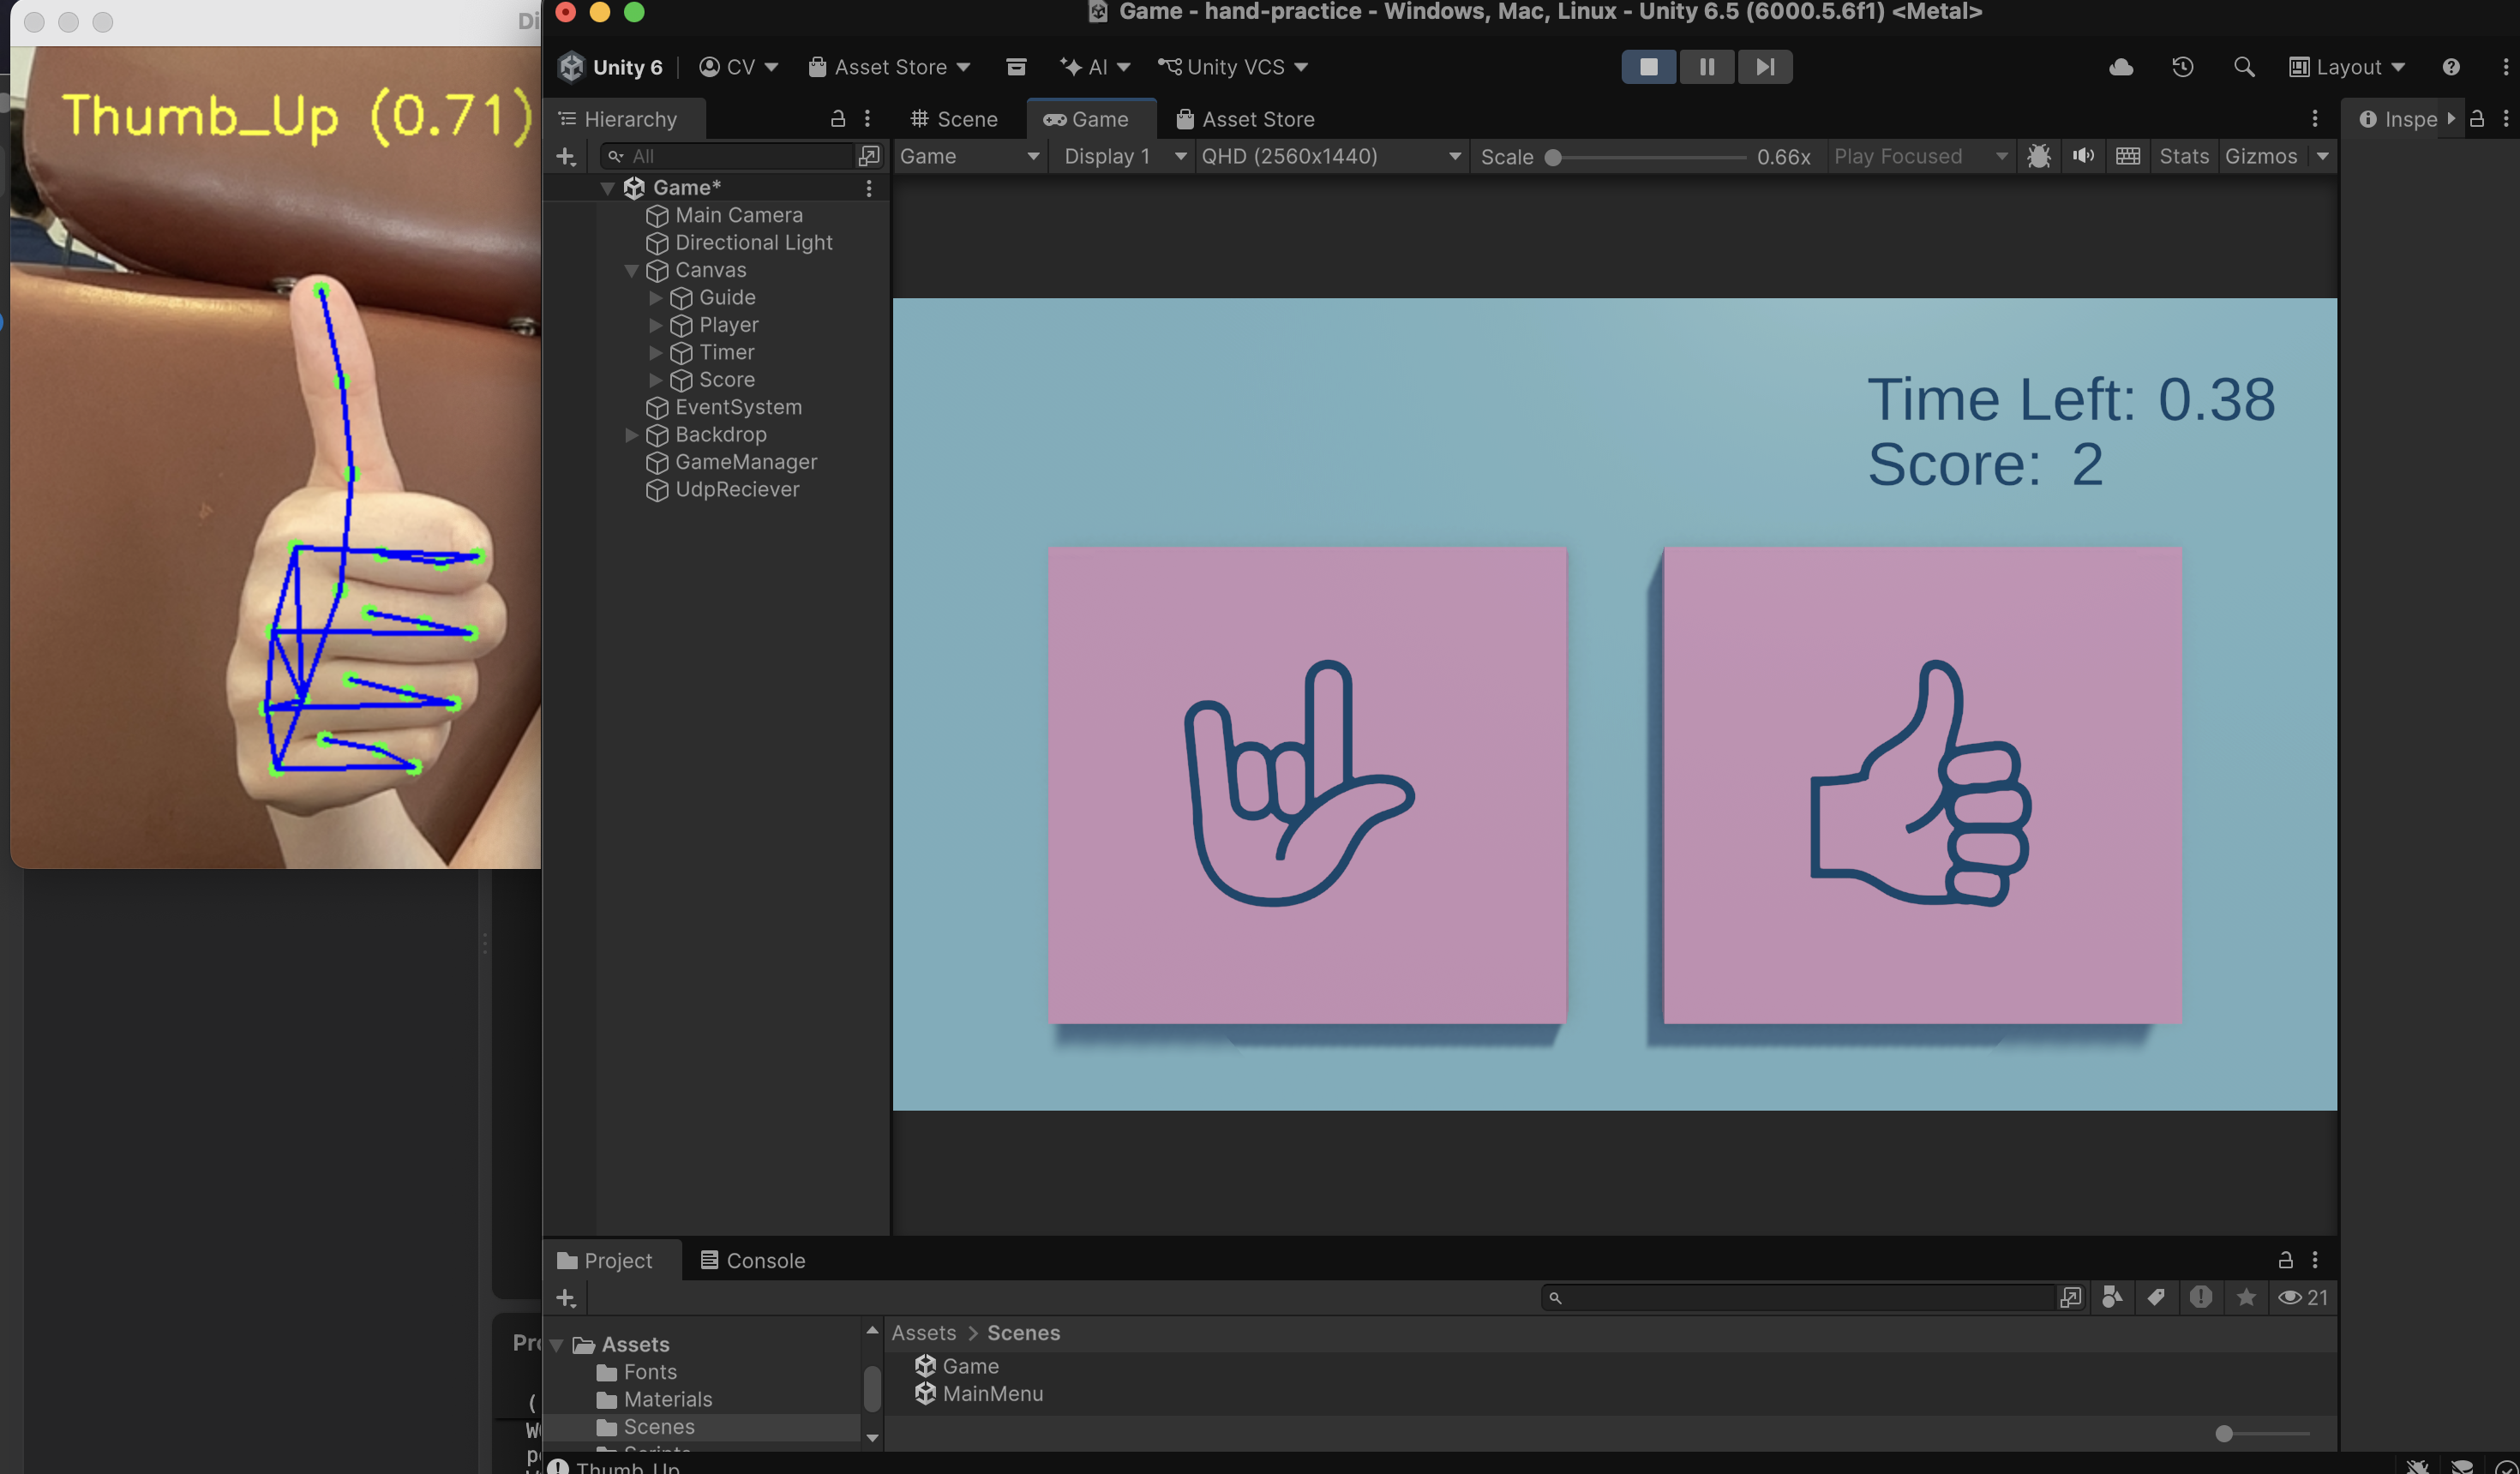 Di
Thumb_Up (0.71)
Game - hand-practice - Windows, Mac, Linux - Unity 6.5 (6000.5.6f1) <Metal>
Unity 6
CV
Asset Store
AI
Unity VCS
Layout
Hierarchy
Scene
Game
Asset Store
Inspe
All
Game
Display 1
QHD (2560x1440)
Scale
0.66x
Play Focused
Stats
Gizmos
Game*
Main Camera
Directional Light
Canvas
Guide
Player
Timer
Score
EventSystem
Backdrop
GameManager
UdpReciever
Time Left: 0.38
Score: 2
Project
Console
21
Assets
Fonts
Materials
Scenes
Assets > Scenes
Game
MainMenu
Thumb_Up